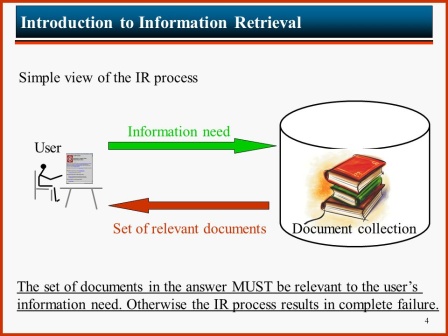 Introduction to Information Retrieval
Simple view of the IR process
Information need
User
Set of relevant documents
Document collection
The set of documents in the answer MUST be relevant to the user's
information need. Otherwise the IR process results in complete failure.
4